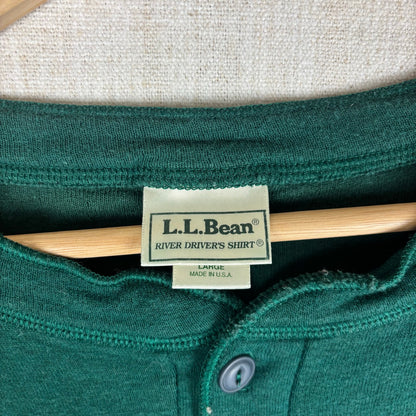 L.L.Bean®
RIVER DRIVER'S SHIRT®
LARGE
MADE IN U.S.A.